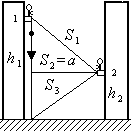 1
S₁
h₁
S₂ = a
2
S₃
h₂